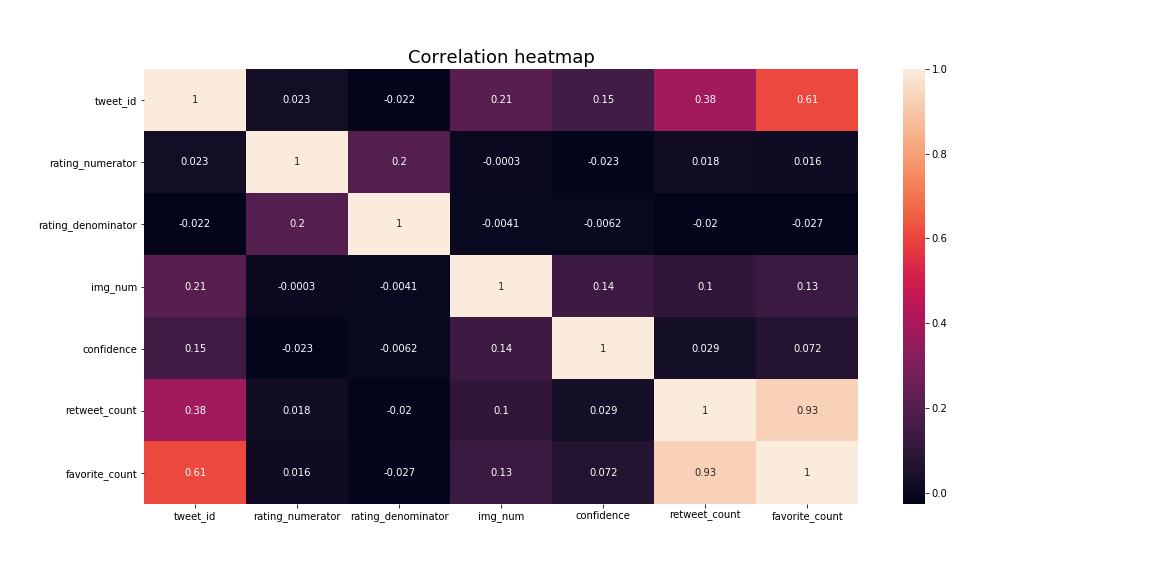 Correlation heatmap
tweet_id 1 0.023 -0.022 0.21 0.15 0.38 0.61
rating_numerator 0.023 1 0.2 -0.0003 -0.023 0.018 0.016
rating_denominator -0.022 0.2 1 -0.0041 -0.0062 -0.02 -0.027
img_num 0.21 -0.0003 -0.0041 1 0.14 0.1 0.13
confidence 0.15 -0.023 -0.0062 0.14 1 0.029 0.072
retweet_count 0.38 0.018 -0.02 0.1 0.029 1 0.93
favorite_count 0.61 0.016 -0.027 0.13 0.072 0.93 1
tweet_id rating_numerator rating_denominator img_num confidence retweet_count favorite_count
1.0
0.8
0.6
0.4
0.2
0.0